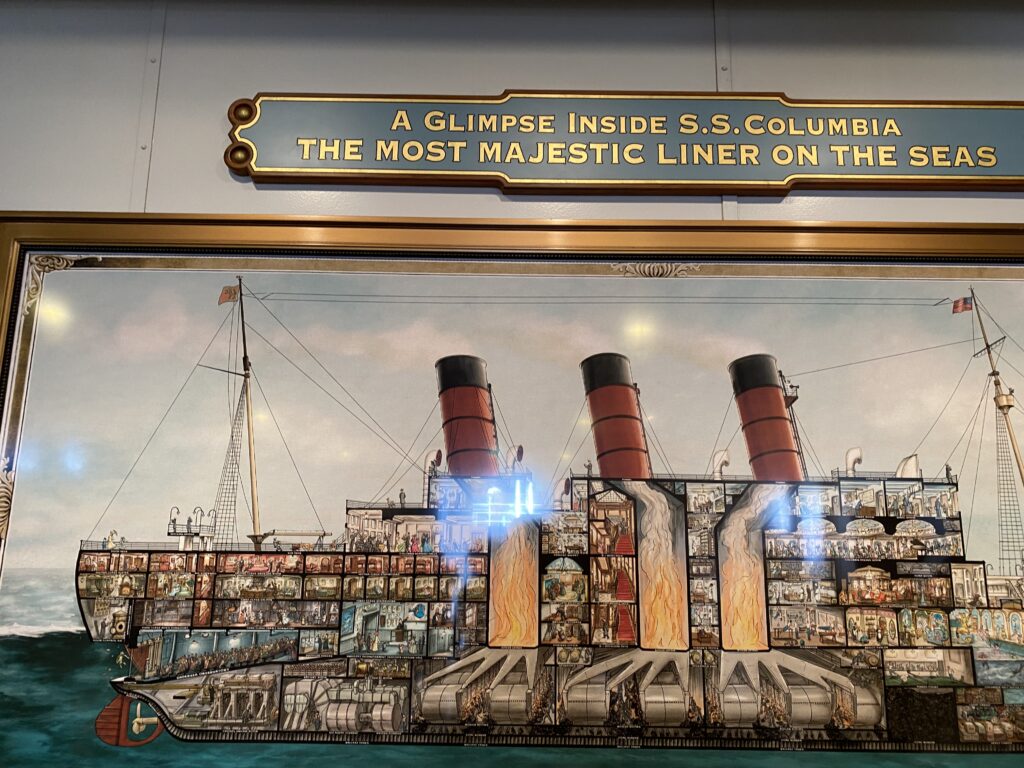 A GLIMPSE INSIDE S.S. COLUMBIA
THE MOST MAJESTIC LINER ON THE SEAS